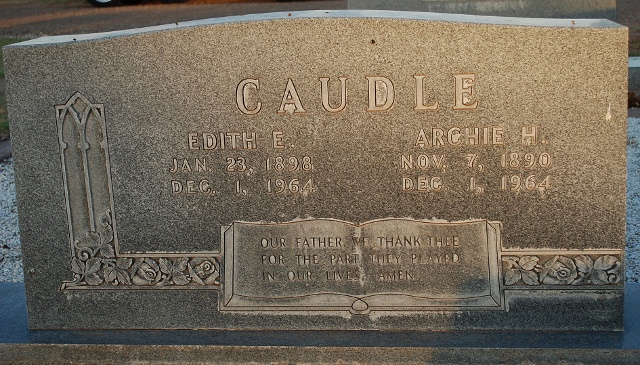 CAUDLE
EDITH E.
JAN. 23, 1898
DEC. 1, 1964
ARCHIE H.
NOV. 7, 1890
DEC. 1, 1964
OUR FATHER, WE THANK THEE
FOR THE PART THEY PLAYED
IN OUR LIVES. AMEN.